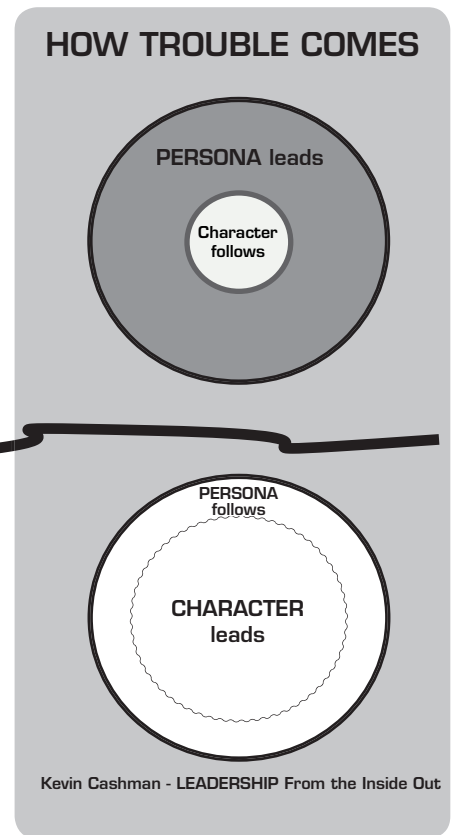 HOW TROUBLE COMES
PERSONA leads
Character
follows
PERSONA
follows
CHARACTER
leads
Kevin Cashman - LEADERSHIP From the Inside Out